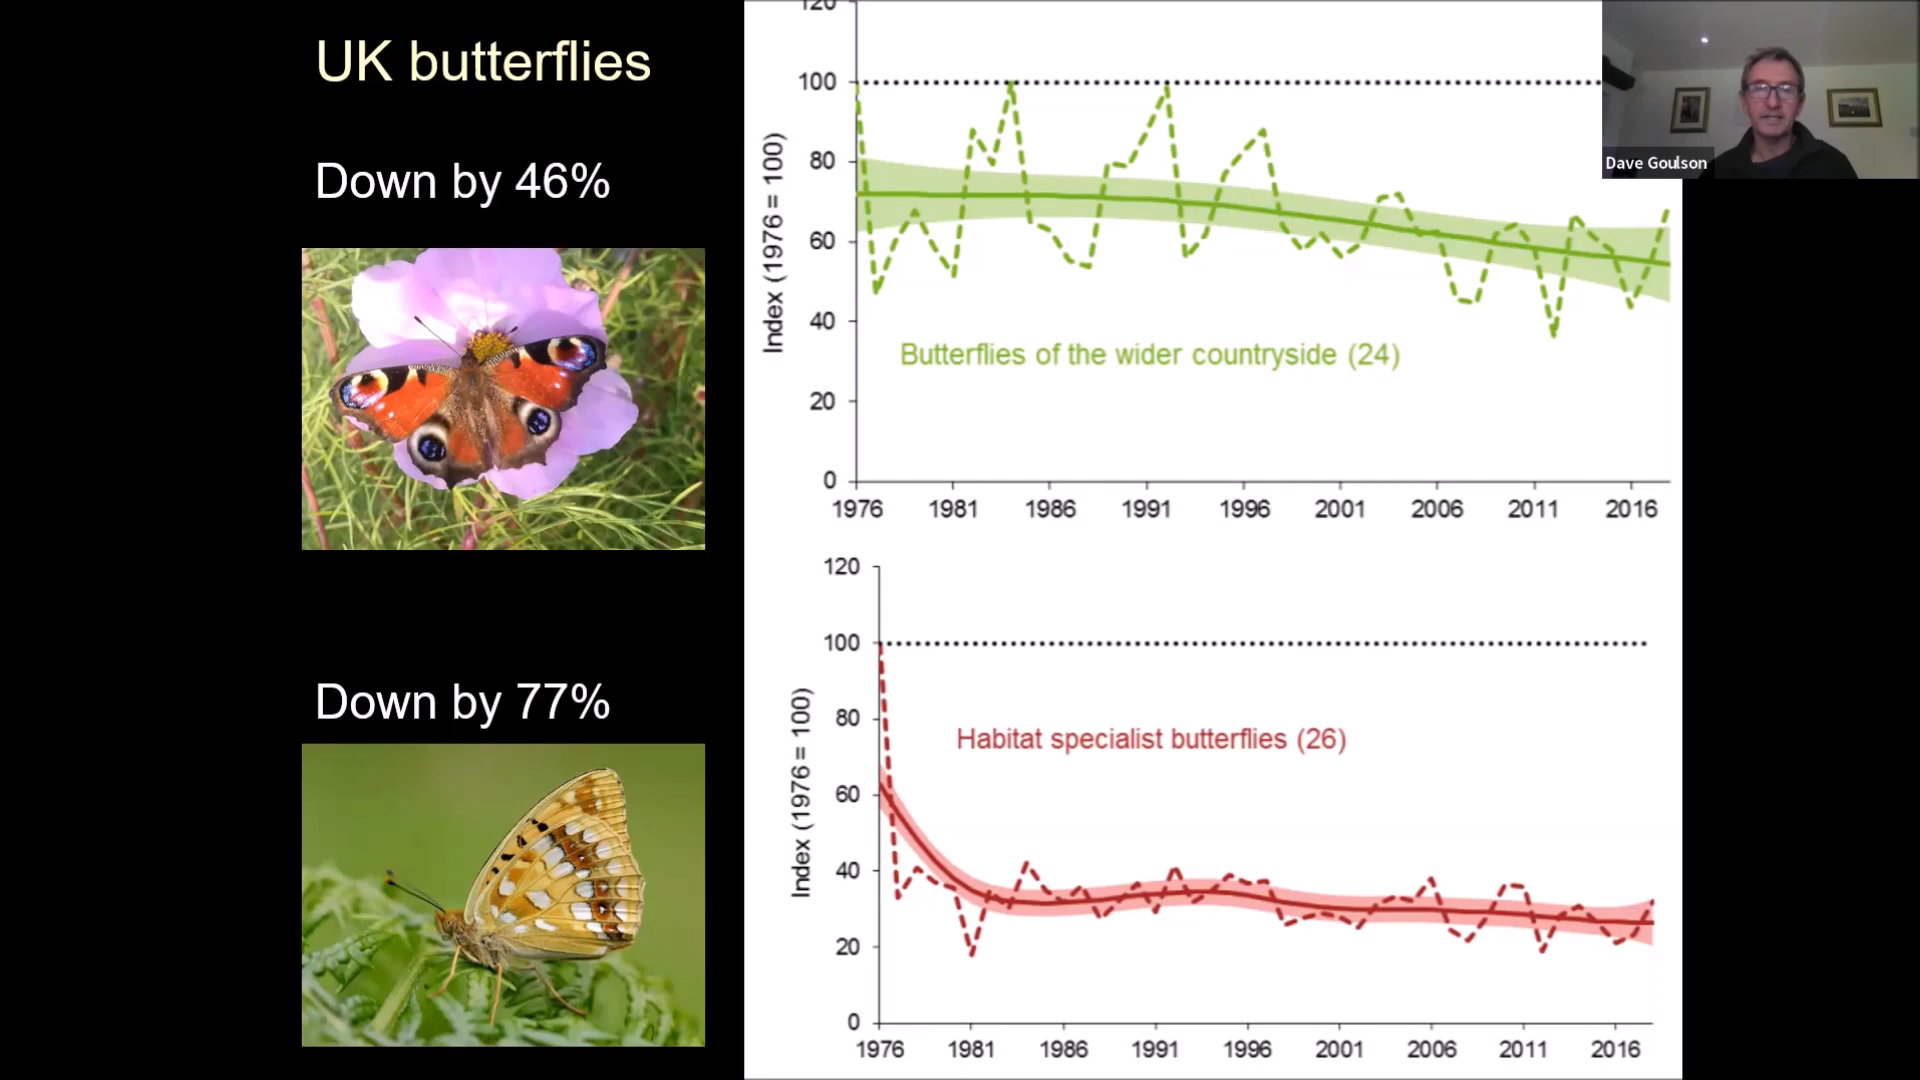 UK butterflies
Down by 46%
Down by 77%
120
100
80
60
40
20
0
Index (1976 = 100)
Butterflies of the wider countryside (24)
1976 1981 1986 1991 1996 2001 2006 2011 2016
120
100
80
60
40
20
0
Index (1976 = 100)
Habitat specialist butterflies (26)
1976 1981 1986 1991 1996 2001 2006 2011 2016
Dave Goulson